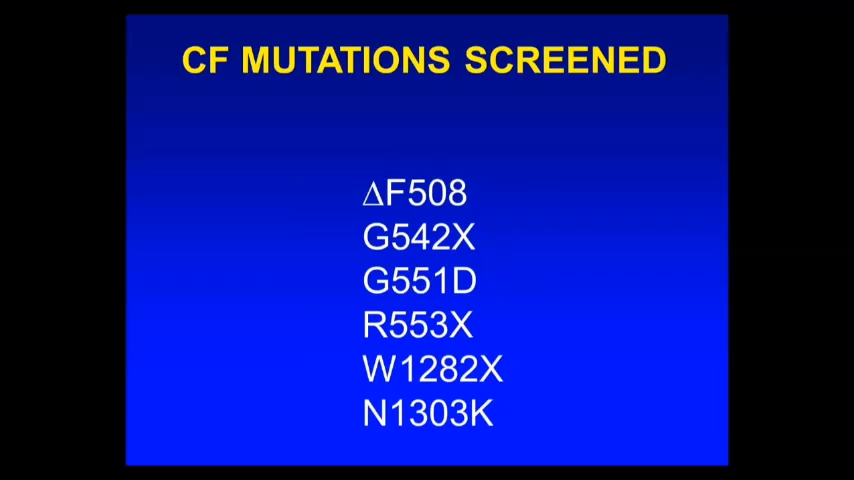 CF MUTATIONS SCREENED
ΔF508
G542X
G551D
R553X
W1282X
N1303K